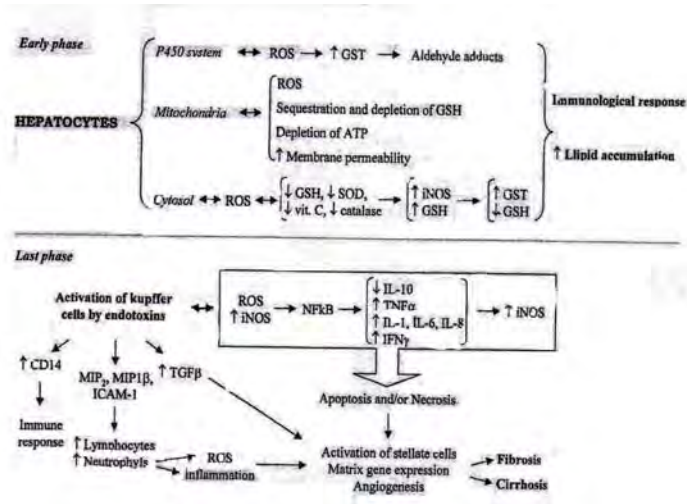 Early phase
P450 system ↔ ROS → ↑ GST → Aldehyde adducts
ROS
Sequestration and depletion of GSH
HEPATOCYTES
Mitochondria ↔
Depletion of ATP
↑ Membrane permeability
Immunological response
↑ Llipid accumulation
Cytosol ↔ ROS ↔ ↓ GSH, ↓ SOD, → ↑ iNOS → ↑ GST
↓ vit. C, ↓ catalase ↑ GSH ↓ GSH
Last phase
Activation of kupffer
cells by endotoxins
↔ ROS → NFkB → ↓ IL-10 → ↑ iNOS
↑ iNOS
↑ TNFα
↑ IL-1, IL-6, IL-8
↑ IFNγ
↑ CD14
MIP2, MIP1β,
ICAM-1
↑ TGFβ
Apoptosis and/or Necrosis
Immune
response
↑ Lymohocytes
↑ Neutrophyls
ROS
inflammation
Activation of stellate cells
Matrix gene expression
Angiogenesis
Fibrosis
Cirrhosis